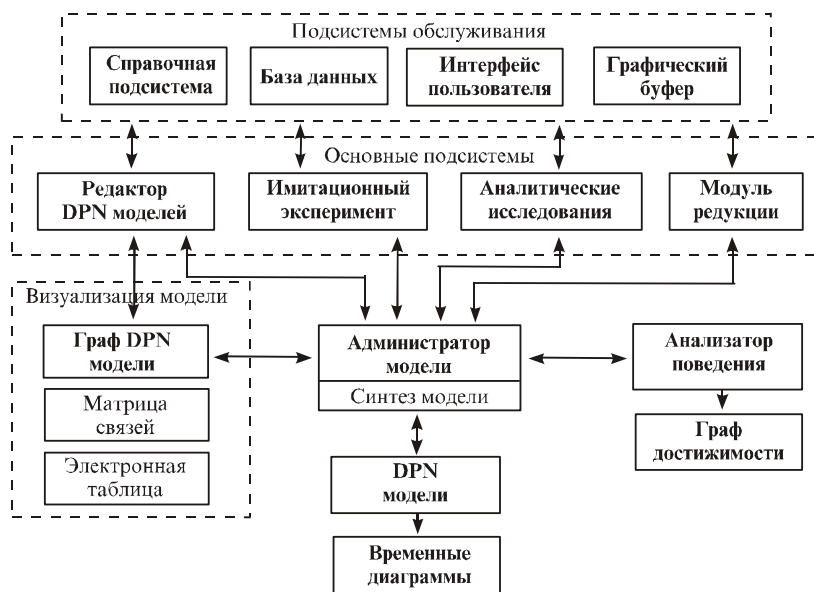 Подсистемы обслуживания
Справочная
подсистема
База данных
Интерфейс
пользователя
Графический
буфер
Основные подсистемы
Редактор
DPN моделей
Имитационный
эксперимент
Аналитические
исследования
Модуль
редукции
Визуализация модели
Граф DPN
модели
Матрица
связей
Электронная
таблица
Администратор
модели
Синтез модели
DPN
модели
Временные
диаграммы
Анализатор
поведения
Граф
достижимости